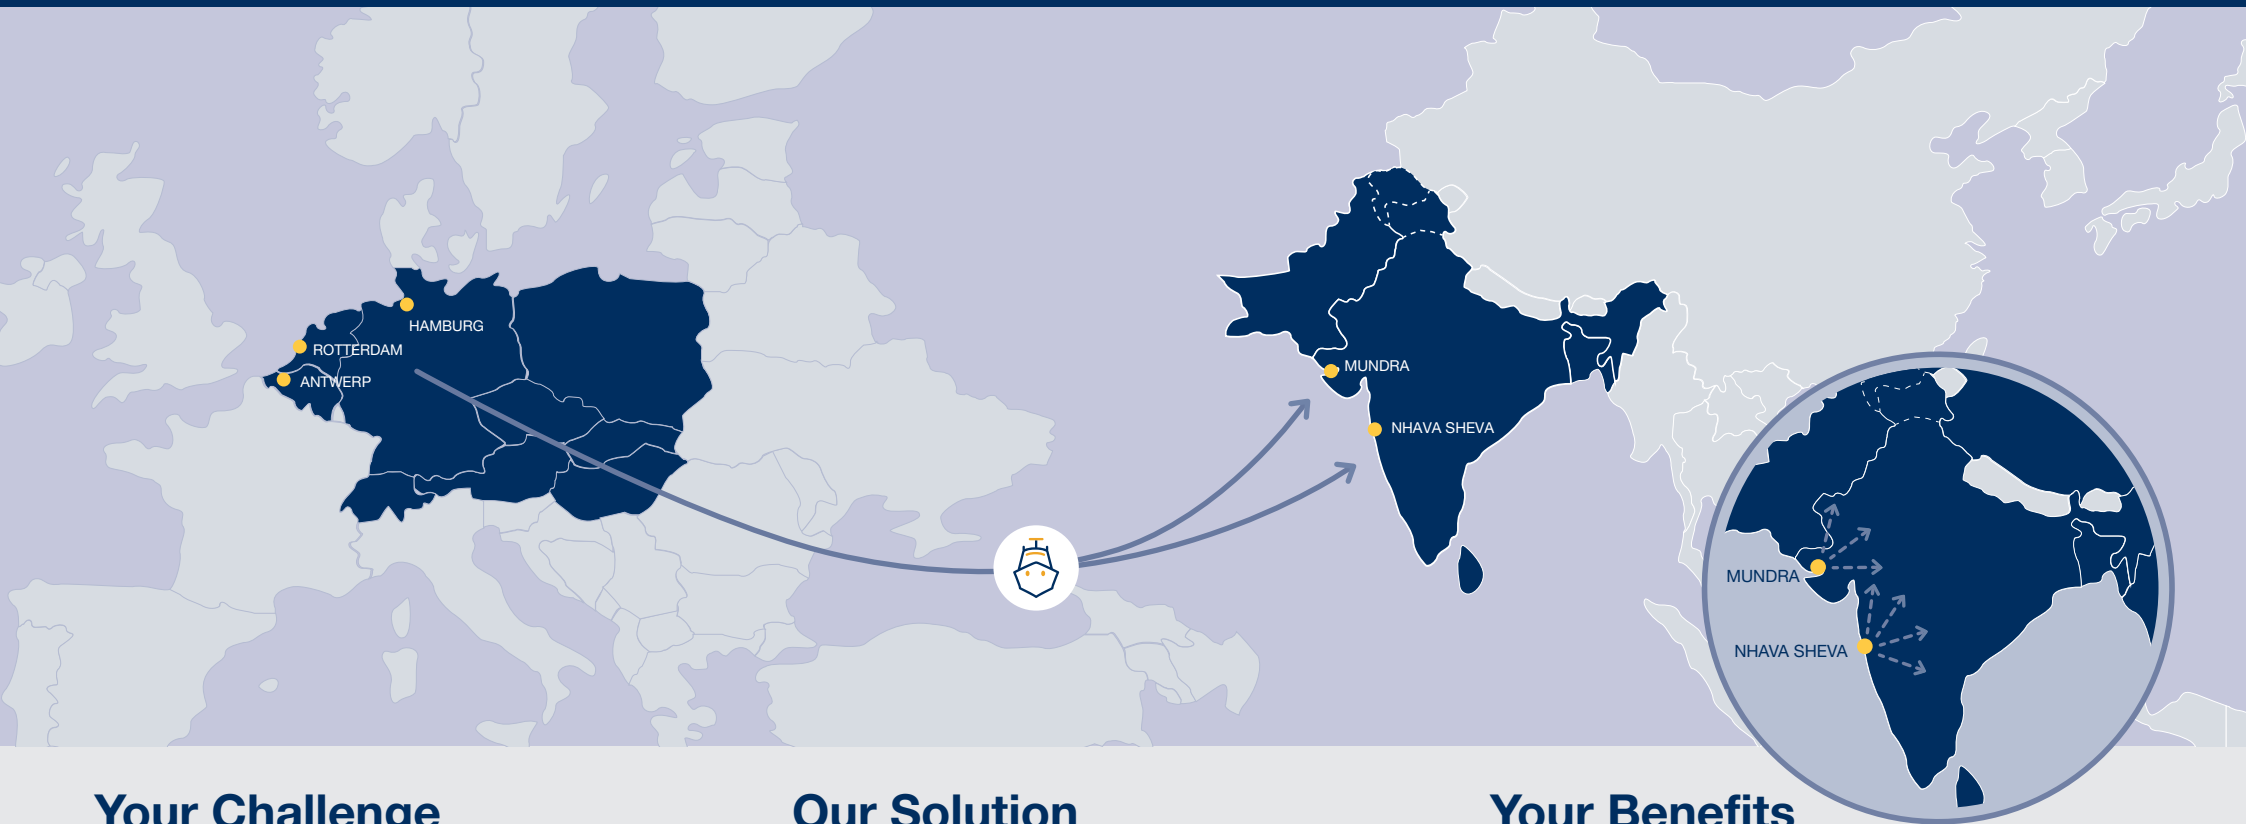 HAMBURG
ROTTERDAM
ANTWERP
MUNDRA
NHAVA SHEVA
MUNDRA
NHAVA SHEVA
Your Challenge
Our Solution
Your Benefits